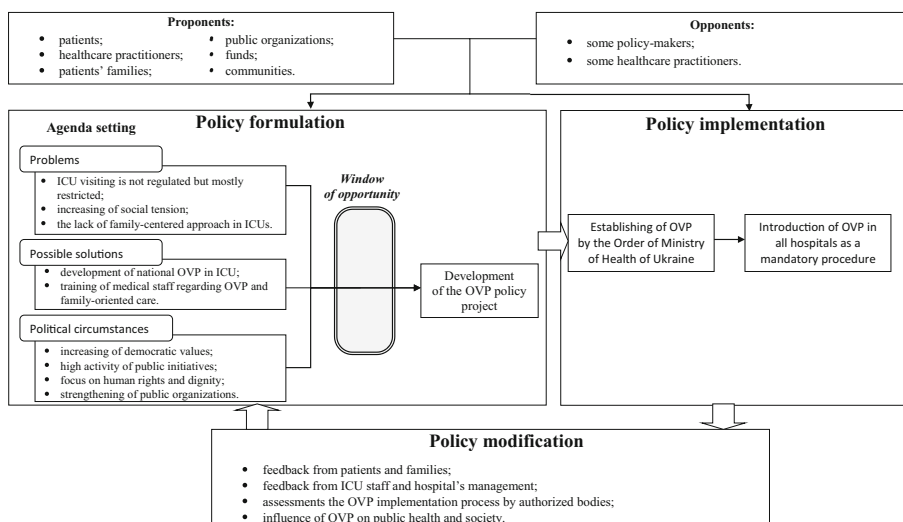 Proponents:
• patients;
• healthcare practitioners;
• patients' families;
• public organizations;
• funds;
• communities.
Opponents:
• some policy-makers;
• some healthcare practitioners.
Policy formulation
Agenda setting
Problems
• ICU visiting is not regulated but mostly
restricted;
• increasing of social tension;
• the lack of family-centered approach in ICUs.
Possible solutions
• development of national OVP in ICU;
• training of medical staff regarding OVP and
family-oriented care.
Political circumstances
• increasing of democratic values;
• high activity of public initiatives;
• focus on human rights and dignity;
• strengthening of public organizations.
Window
of opportunity
Development
of the OVP policy
project
Policy implementation
Establishing of OVP
by the Order of Ministry
of Health of Ukraine
Introduction of OVP in
all hospitals as a
mandatory procedure
Policy modification
• feedback from patients and families;
• feedback from ICU staff and hospital's management;
• assessments the OVP implementation process by authorized bodies;
• influence of OVP on public health and society.